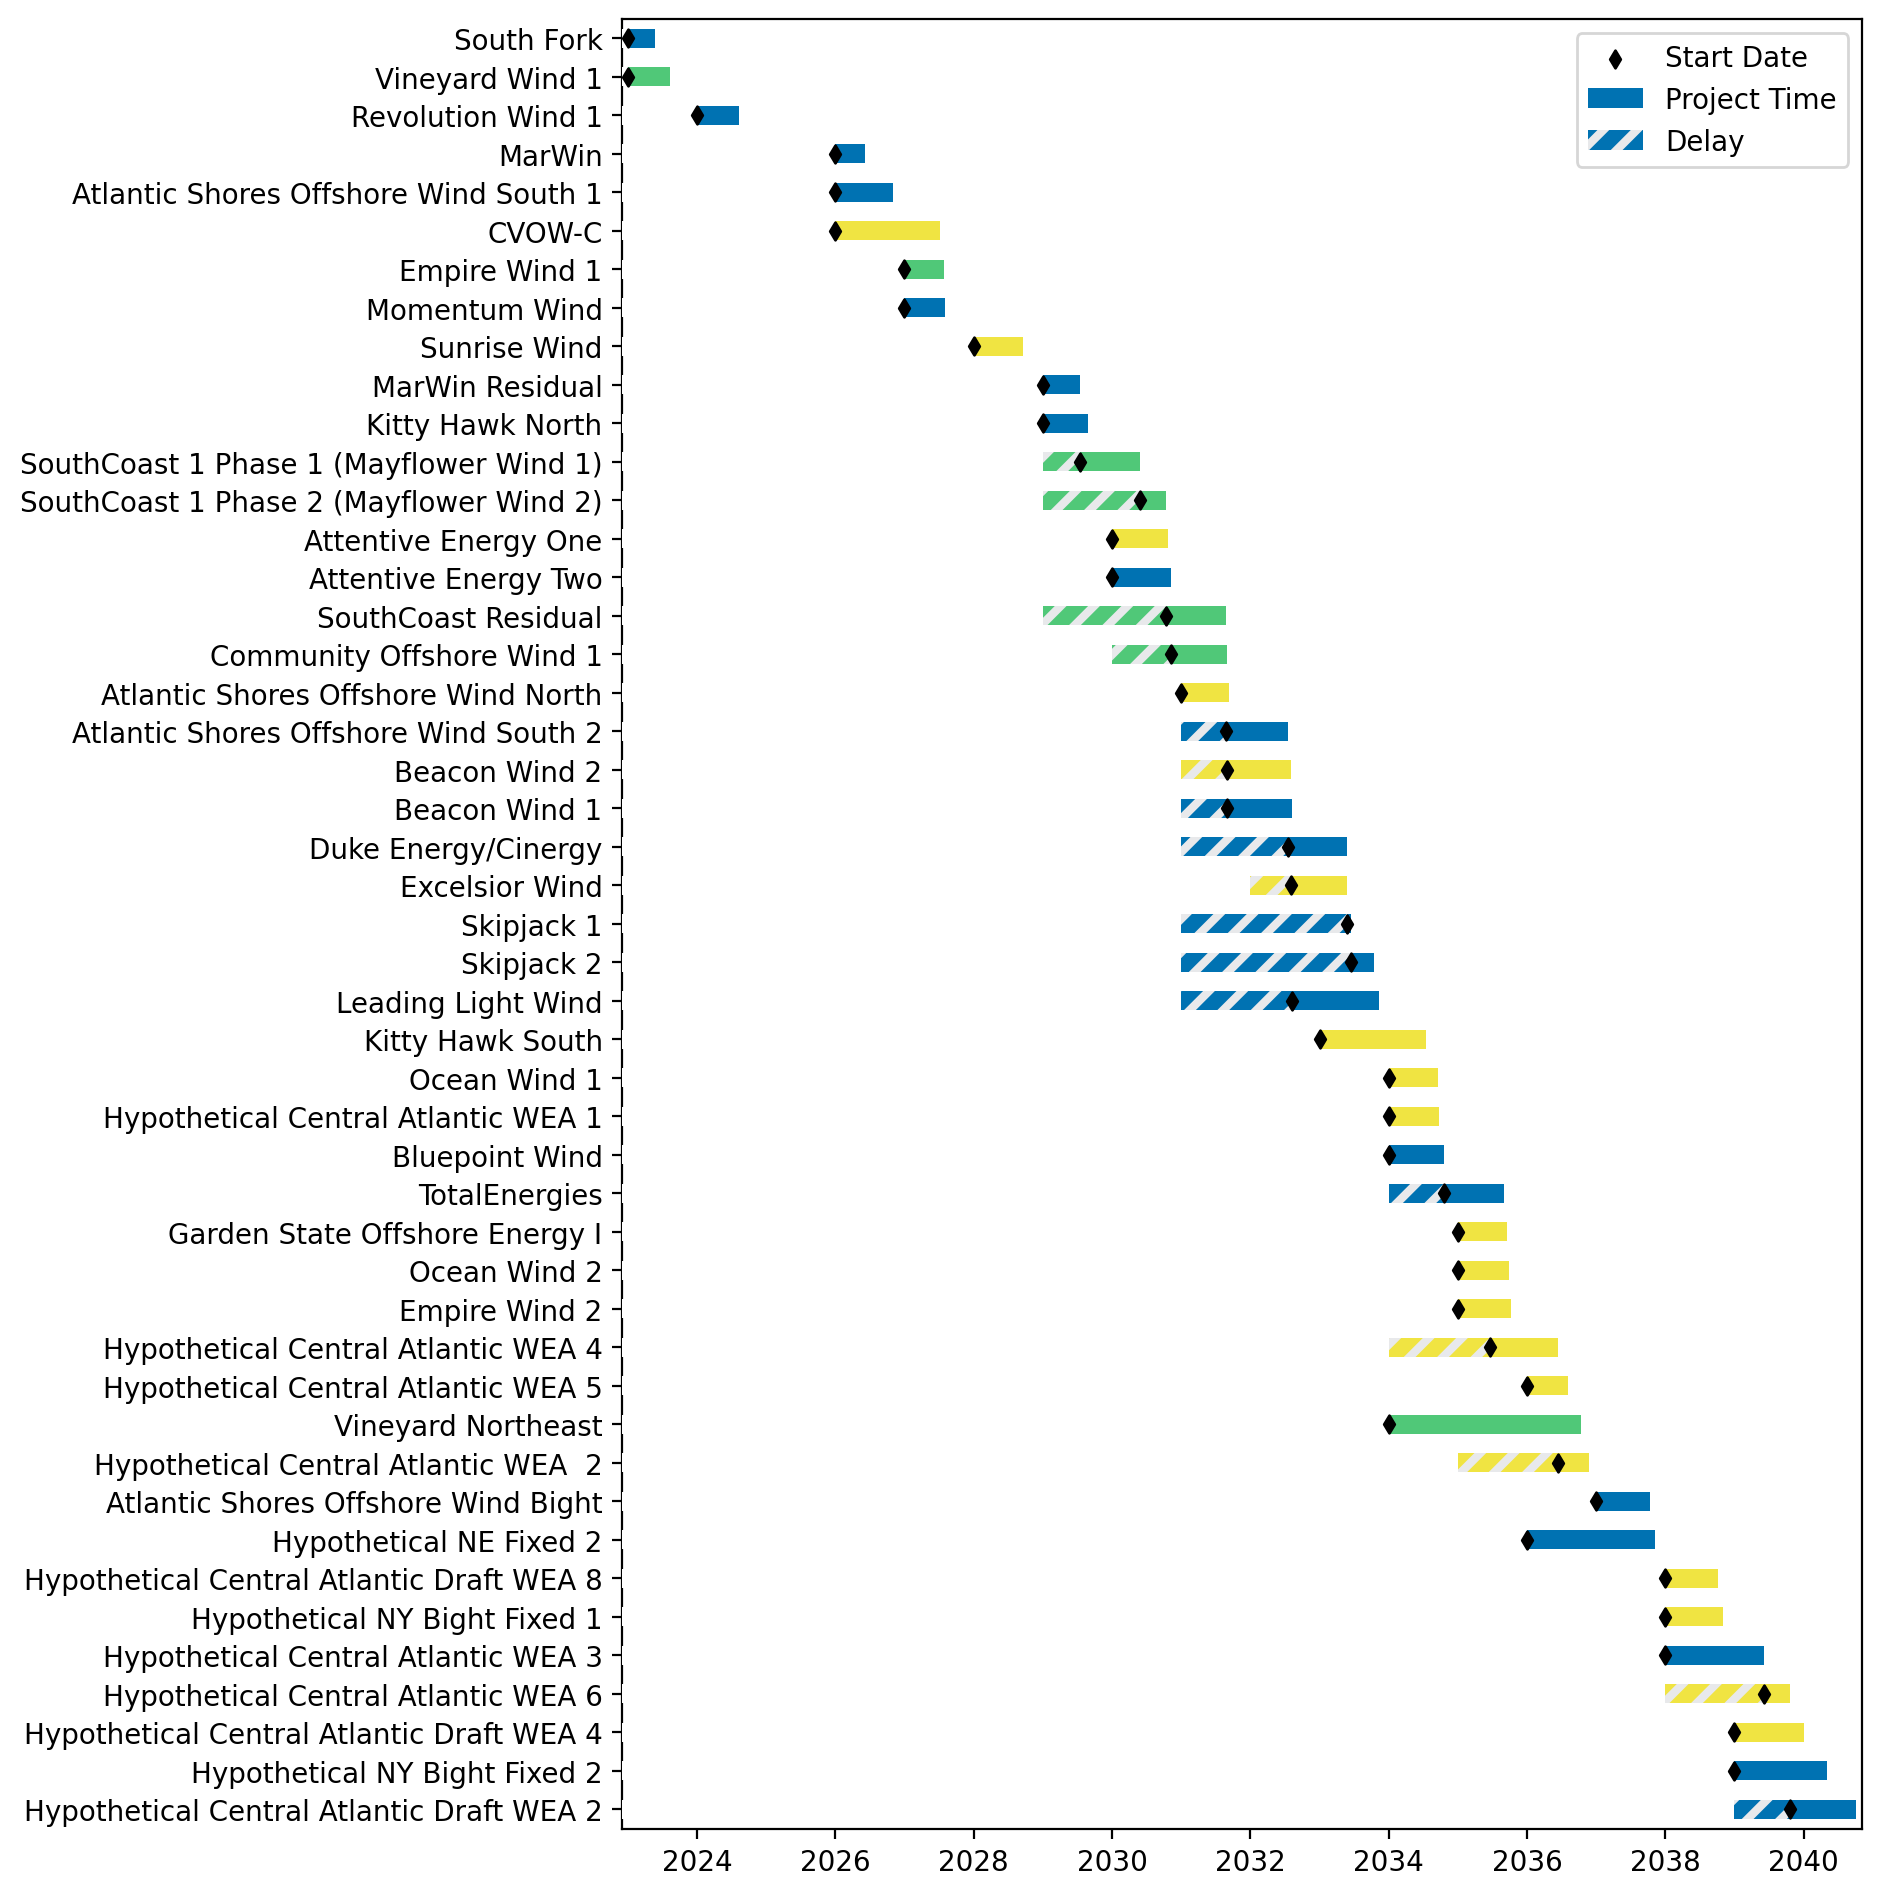 South Fork
Vineyard Wind 1
Revolution Wind 1
MarWin
Atlantic Shores Offshore Wind South 1
CVOW-C
Empire Wind 1
Momentum Wind
Sunrise Wind
MarWin Residual
Kitty Hawk North
SouthCoast 1 Phase 1 (Mayflower Wind 1)
SouthCoast 1 Phase 2 (Mayflower Wind 2)
Attentive Energy One
Attentive Energy Two
SouthCoast Residual
Community Offshore Wind 1
Atlantic Shores Offshore Wind North
Atlantic Shores Offshore Wind South 2
Beacon Wind 2
Beacon Wind 1
Duke Energy/Cinergy
Excelsior Wind
Skipjack 1
Skipjack 2
Leading Light Wind
Kitty Hawk South
Ocean Wind 1
Hypothetical Central Atlantic WEA 1
Bluepoint Wind
TotalEnergies
Garden State Offshore Energy I
Ocean Wind 2
Empire Wind 2
Hypothetical Central Atlantic WEA 4
Hypothetical Central Atlantic WEA 5
Vineyard Northeast
Hypothetical Central Atlantic WEA  2
Atlantic Shores Offshore Wind Bight
Hypothetical NE Fixed 2
Hypothetical Central Atlantic Draft WEA 8
Hypothetical NY Bight Fixed 1
Hypothetical Central Atlantic WEA 3
Hypothetical Central Atlantic WEA 6
Hypothetical Central Atlantic Draft WEA 4
Hypothetical NY Bight Fixed 2
Hypothetical Central Atlantic Draft WEA 2
Start Date
Project Time
Delay
2024 2026 2028 2030 2032 2034 2036 2038 2040